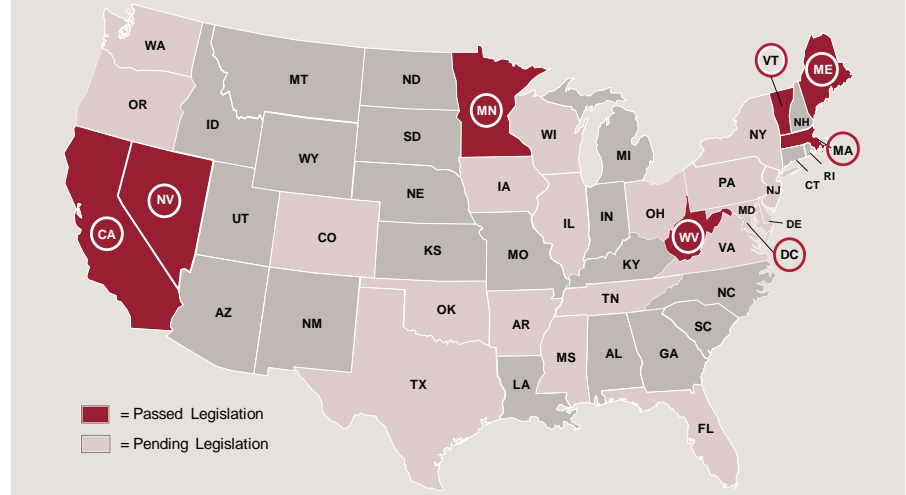 WA
MT
ND
MN
VT
ME
OR
ID
SD
WI
MI
NY
NH
MA
WY
NV
NE
IA
PA
NJ
RI
CT
CA
UT
CO
KS
MO
IL
IN
OH
WV
MD
DE
VA
DC
KY
AZ
NM
OK
AR
TN
NC
SC
TX
LA
MS
AL
GA
FL
= Passed Legislation
= Pending Legislation